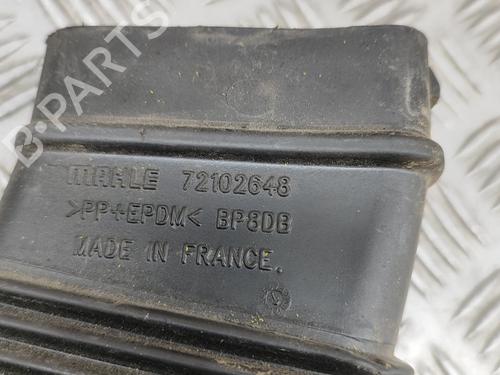 B-PARTS
MAHLE 72102648
>PP+EPDM< BP8DB
MADE IN FRANCE.